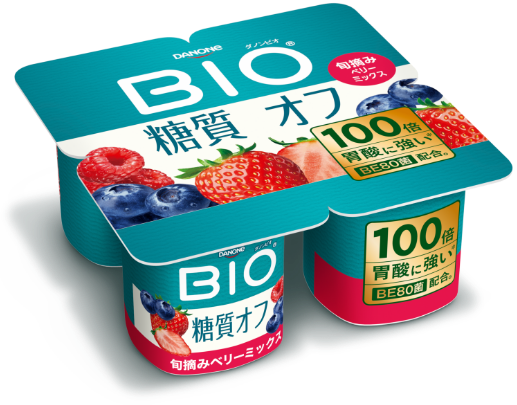 DANONE ダノンビオ
BIO®
旬摘み
ベリー
ミックス
糖質 オフ
100倍
胃酸に強い※
BE80菌 配合。
DANONE ダノンビオ
BIO®
糖質オフ
旬摘みベリーミックス
100倍
胃酸に強い※
BE80菌 配合。